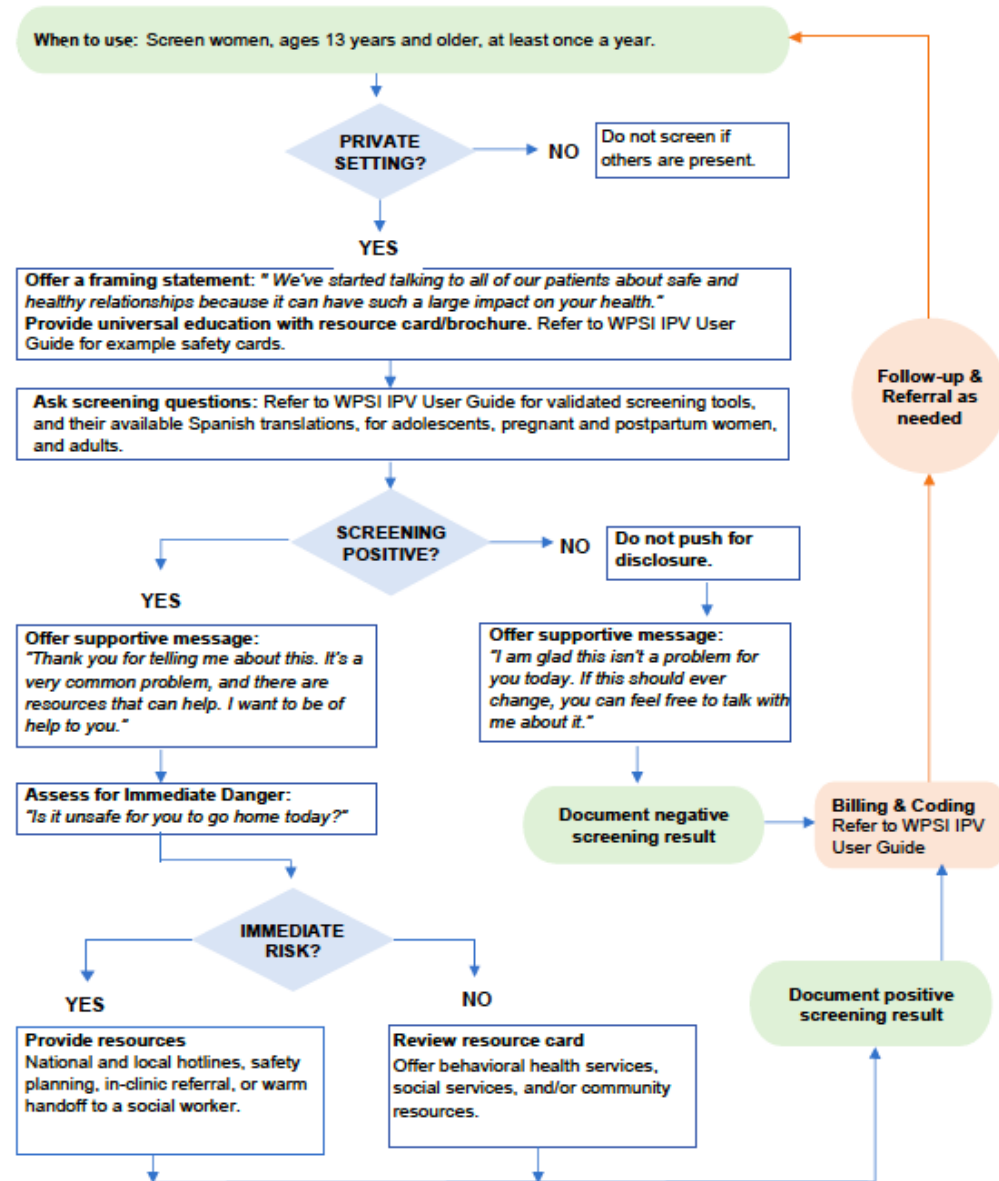 When to use: Screen women, ages 13 years and older, at least once a year.
PRIVATE
SETTING?
NO
Do not screen if
others are present.
YES
Offer a framing statement: " We've started talking to all of our patients about safe and
healthy relationships because it can have such a large impact on your health."
Provide universal education with resource card/brochure. Refer to WPSI IPV User
Guide for example safety cards.
Ask screening questions: Refer to WPSI IPV User Guide for validated screening tools,
and their available Spanish translations, for adolescents, pregnant and postpartum women,
and adults.
Follow-up &
Referral as
needed
SCREENING
POSITIVE?
NO
Do not push for
disclosure.
YES
Offer supportive message:
"Thank you for telling me about this. It's a
very common problem, and there are
resources that can help. I want to be of
help to you."
Offer supportive message:
"I am glad this isn't a problem for
you today. If this should ever
change, you can feel free to talk with
me about it."
Assess for Immediate Danger:
"Is it unsafe for you to go home today?"
Document negative
screening result
Billing & Coding
Refer to WPSI IPV
User Guide
IMMEDIATE
RISK?
YES
NO
Document positive
screening result
Provide resources
National and local hotlines, safety
planning, in-clinic referral, or warm
handoff to a social worker.
Review resource card
Offer behavioral health services,
social services, and/or community
resources.